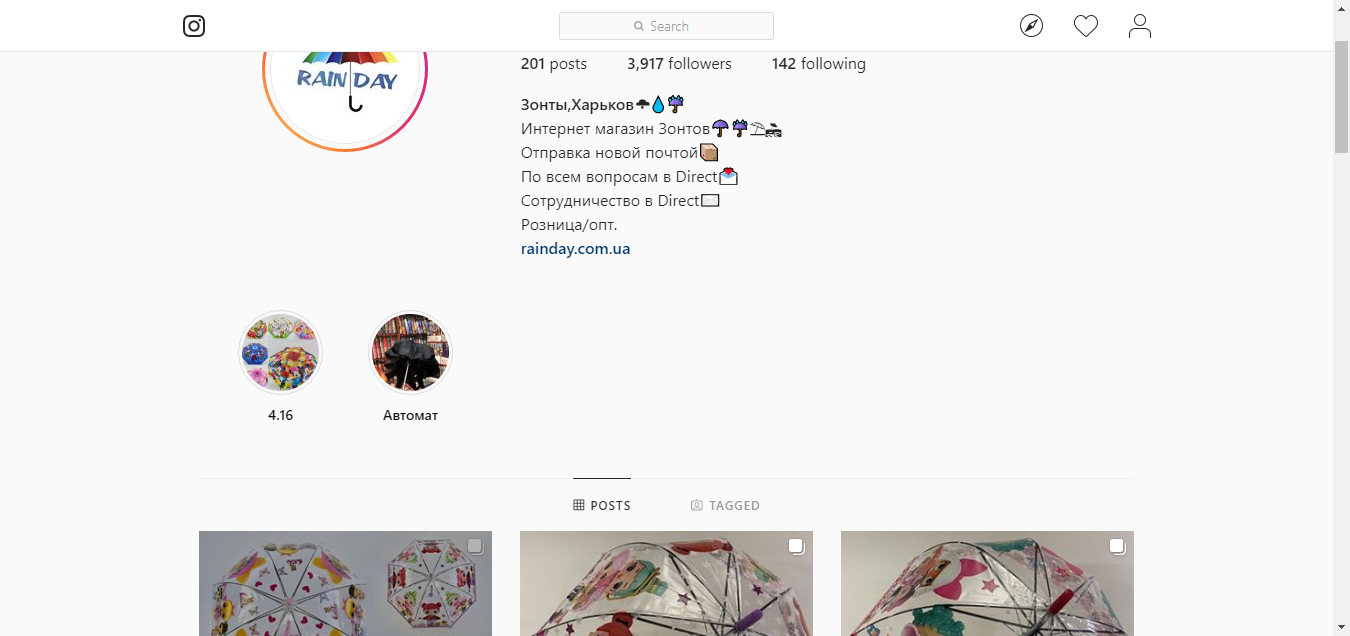 Search
RAIN DAY
201 posts 3,917 followers 142 following
Зонты,Харьков
Интернет магазин Зонтов
Отправка новой почтой
По всем вопросам в Direct
Сотрудничество в Direct
Розница/опт.
rainday.com.ua
4.16 Автомат
POSTS TAGGED